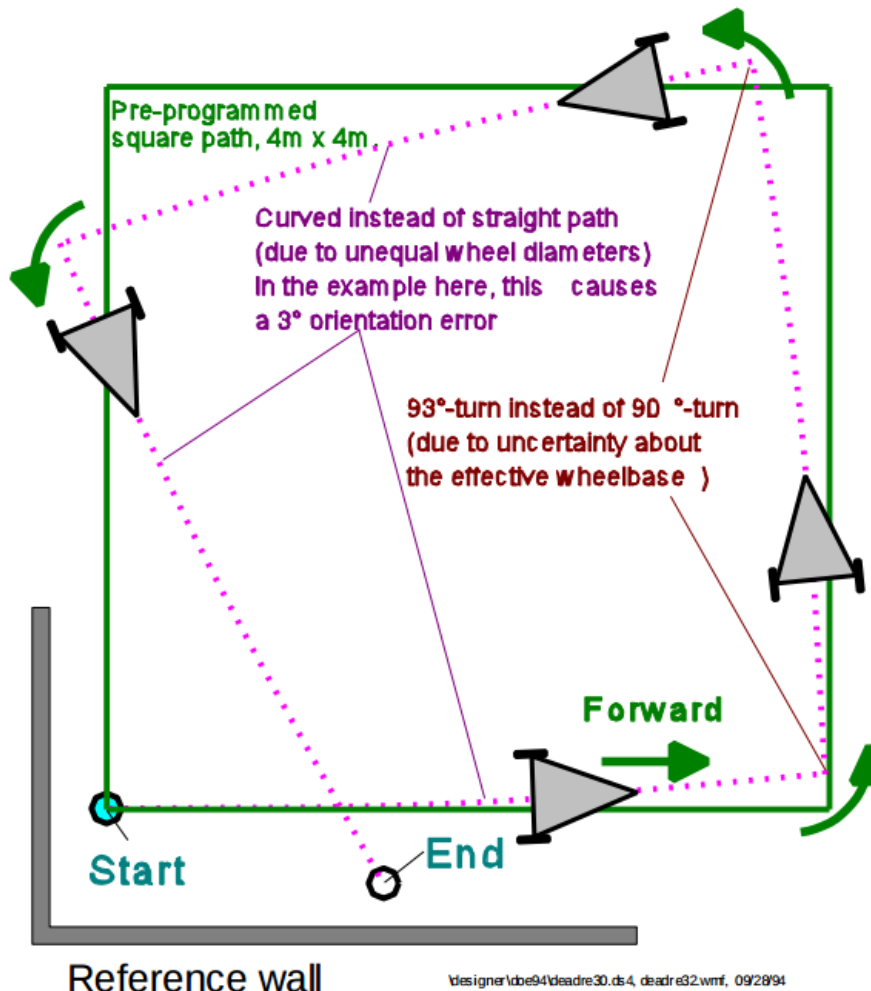 Pre-programmed
square path, 4m x 4m.
Curved instead of straight path
(due to unequal wheel diameters)
In the example here, this causes
a 3° orientation error
93°-turn instead of 90 °-turn
(due to uncertainty about
the effective wheelbase )
Forward
Start
End
Reference wall
\designer\doe94\deadre30.ds4, deadre32.wmf, 09/28/94